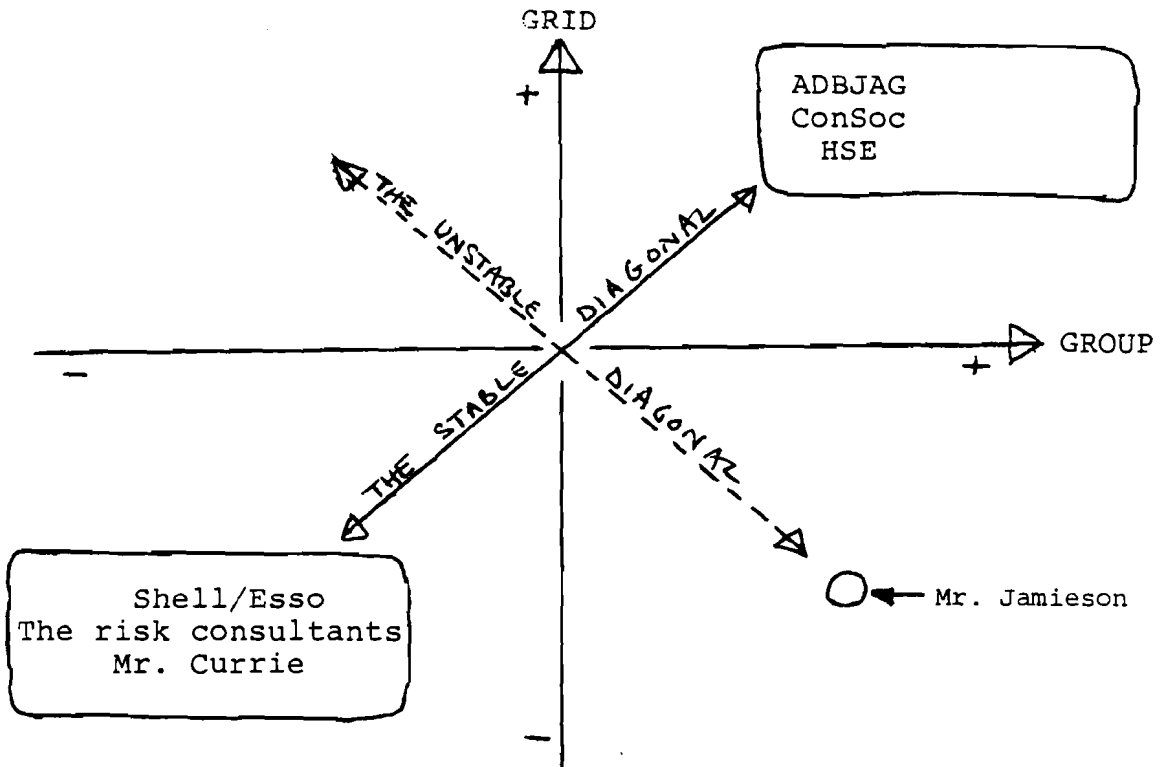 GRID
+
ADBJAG
ConSoc
HSE
THE UNSTABLE DIAGONAL
THE STABLE DIAGONAL
GROUP
-
+
Shell/Esso
The risk consultants
Mr. Currie
Mr. Jamieson
-